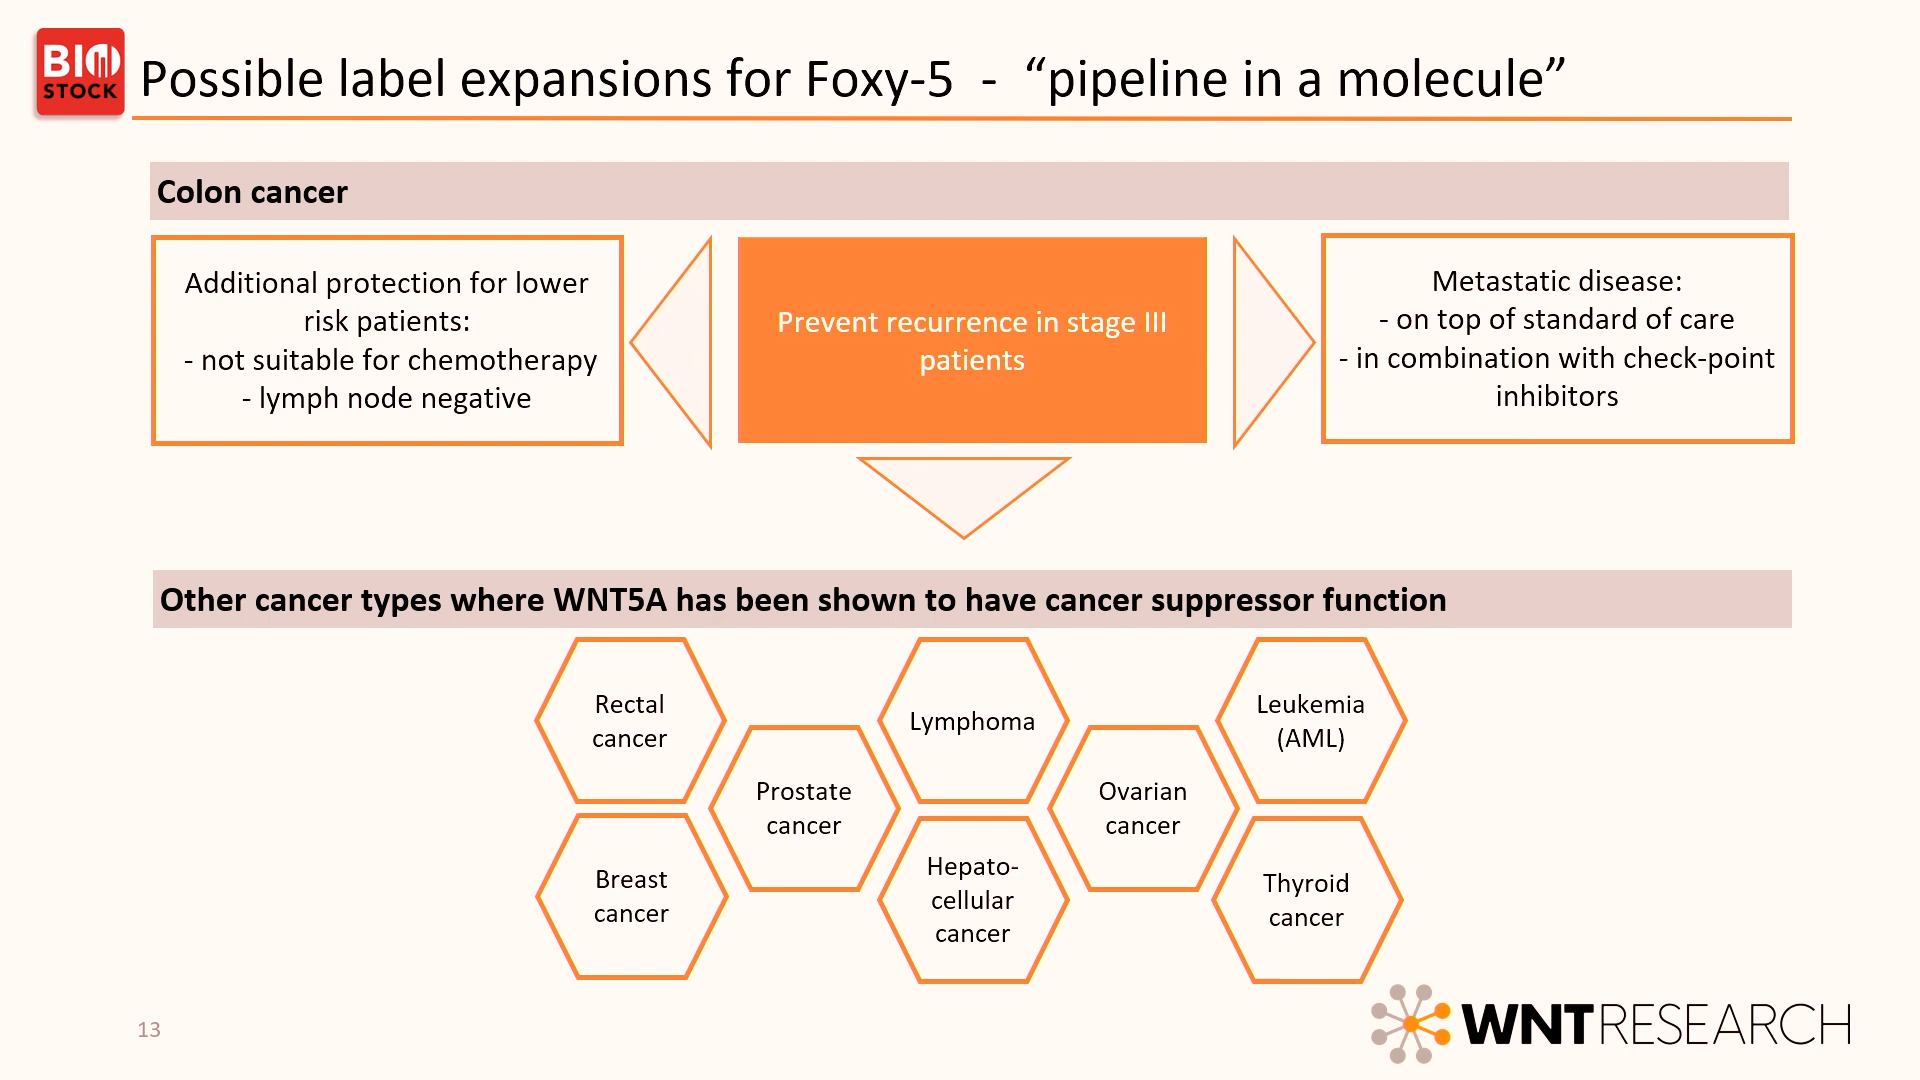 BIO
STOCK
Possible label expansions for Foxy-5 - “pipeline in a molecule”
Colon cancer
Additional protection for lower
risk patients:
- not suitable for chemotherapy
- lymph node negative
Prevent recurrence in stage III
patients
Metastatic disease:
- on top of standard of care
- in combination with check-point
inhibitors
Other cancer types where WNT5A has been shown to have cancer suppressor function
Rectal
cancer
Prostate
cancer
Lymphoma
Ovarian
cancer
Leukemia
(AML)
Breast
cancer
Hepato-
cellular
cancer
Thyroid
cancer
13
WNTRESEARCH